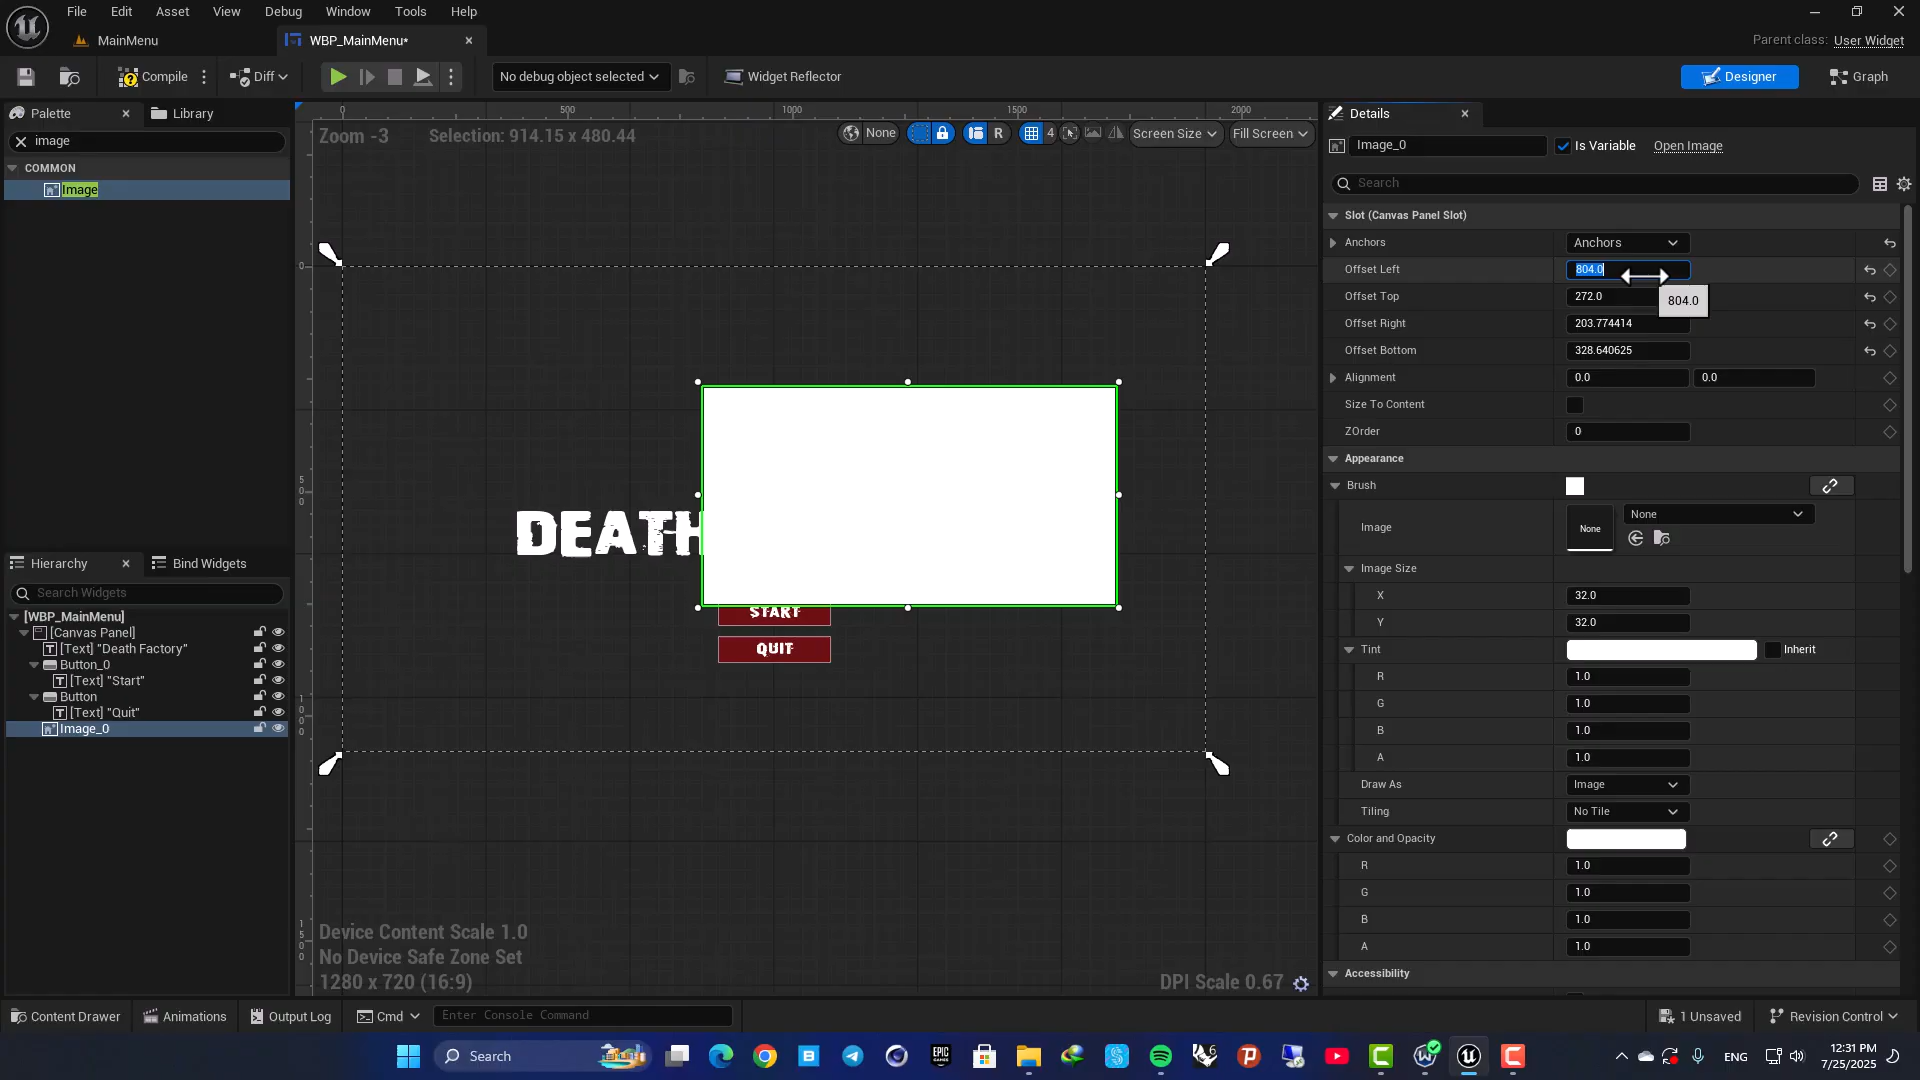 File Edit Asset View Debug Window Tools Help
MainMenu
WBP_MainMenu*
Parent class: User Widget
Compile
Diff
No debug object selected
Widget Reflector
Designer
Graph
Palette
Library
image
COMMON
Image
Zoom -3
Selection: 914.15 x 480.44
None
R
4
Screen Size
Fill Screen
0
500
1000
1500
2000
0
500
1000
1500
DEATH
START
QUIT
Device Content Scale 1.0
No Device Safe Zone Set
1280 x 720 (16:9)
DPI Scale 0.67
Hierarchy
Bind Widgets
Search Widgets
[WBP_MainMenu]
[Canvas Panel]
[Text] "Death Factory"
Button_0
[Text] "Start"
Button
[Text] "Quit"
Image_0
Details
Image_0
Is Variable
Open Image
Search
Slot (Canvas Panel Slot)
Anchors Anchors
Offset Left 804.0
Offset Top 272.0
804.0
Offset Right 203.774414
Offset Bottom 328.640625
Alignment 0.0 0.0
Size To Content
ZOrder 0
Appearance
Brush
Image None None
Image Size
X 32.0
Y 32.0
Tint Inherit
R 1.0
G 1.0
B 1.0
A 1.0
Draw As Image
Tiling No Tile
Color and Opacity
R 1.0
G 1.0
B 1.0
A 1.0
Accessibility
Content Drawer
Animations
Output Log
Cmd
Enter Console Command
1 Unsaved
Revision Control
Search
EPIC GAMES
6
ENG
12:31 PM
7/25/2025